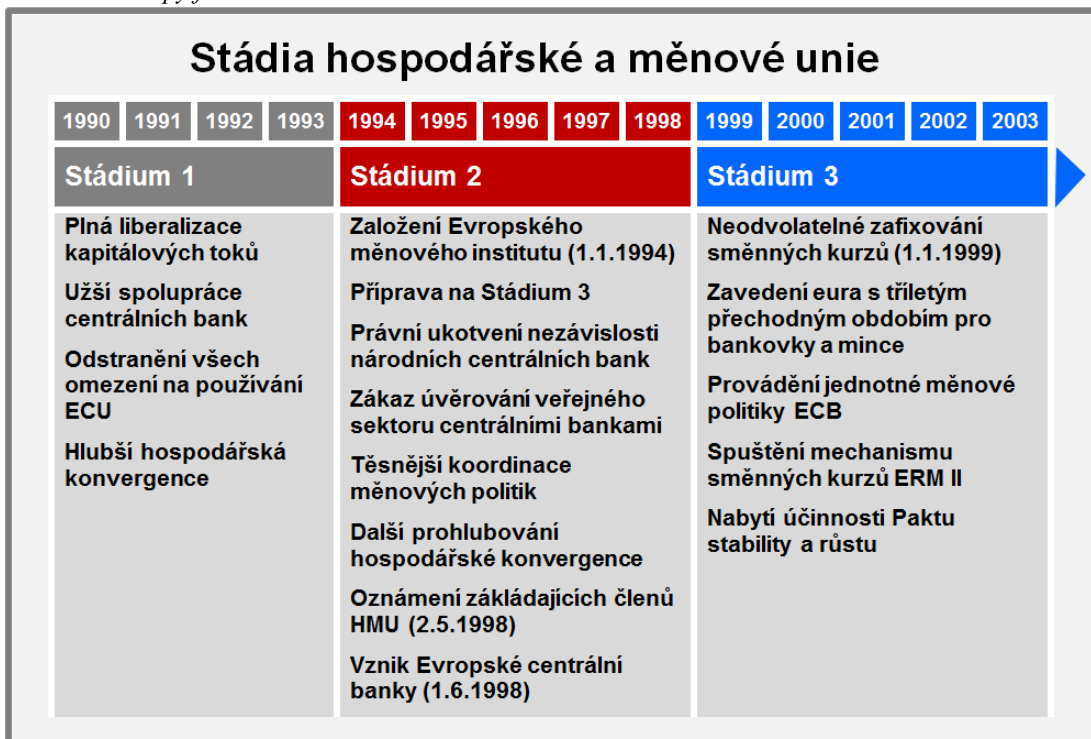 Stádia hospodářské a měnové unie
1990 1991 1992 1993 1994 1995 1996 1997 1998 1999 2000 2001 2002 2003
Stádium 1
Plná liberalizace
kapitálových toků
Užší spolupráce
centrálních bank
Odstranění všech
omezení na používání
ECU
Hlubší hospodářská
konvergence
Stádium 2
Založení Evropského
měnového institutu (1.1.1994)
Příprava na Stádium 3
Právní ukotvení nezávislosti
národních centrálních bank
Zákaz úvěrování veřejného
sektoru centrálními bankami
Těsnější koordinace
měnových politik
Další prohlubování
hospodářské konvergence
Oznámení zákládajících členů
HMU (2.5.1998)
Vznik Evropské centrální
banky (1.6.1998)
Stádium 3
Neodvolatelné zafixování
směnných kurzů (1.1.1999)
Zavedení eura s tříletým
přechodným obdobím pro
bankovky a mince
Provádění jednotné měnové
politiky ECB
Spuštění mechanismu
směnných kurzů ERM II
Nabytí účinnosti Paktu
stability a růstu